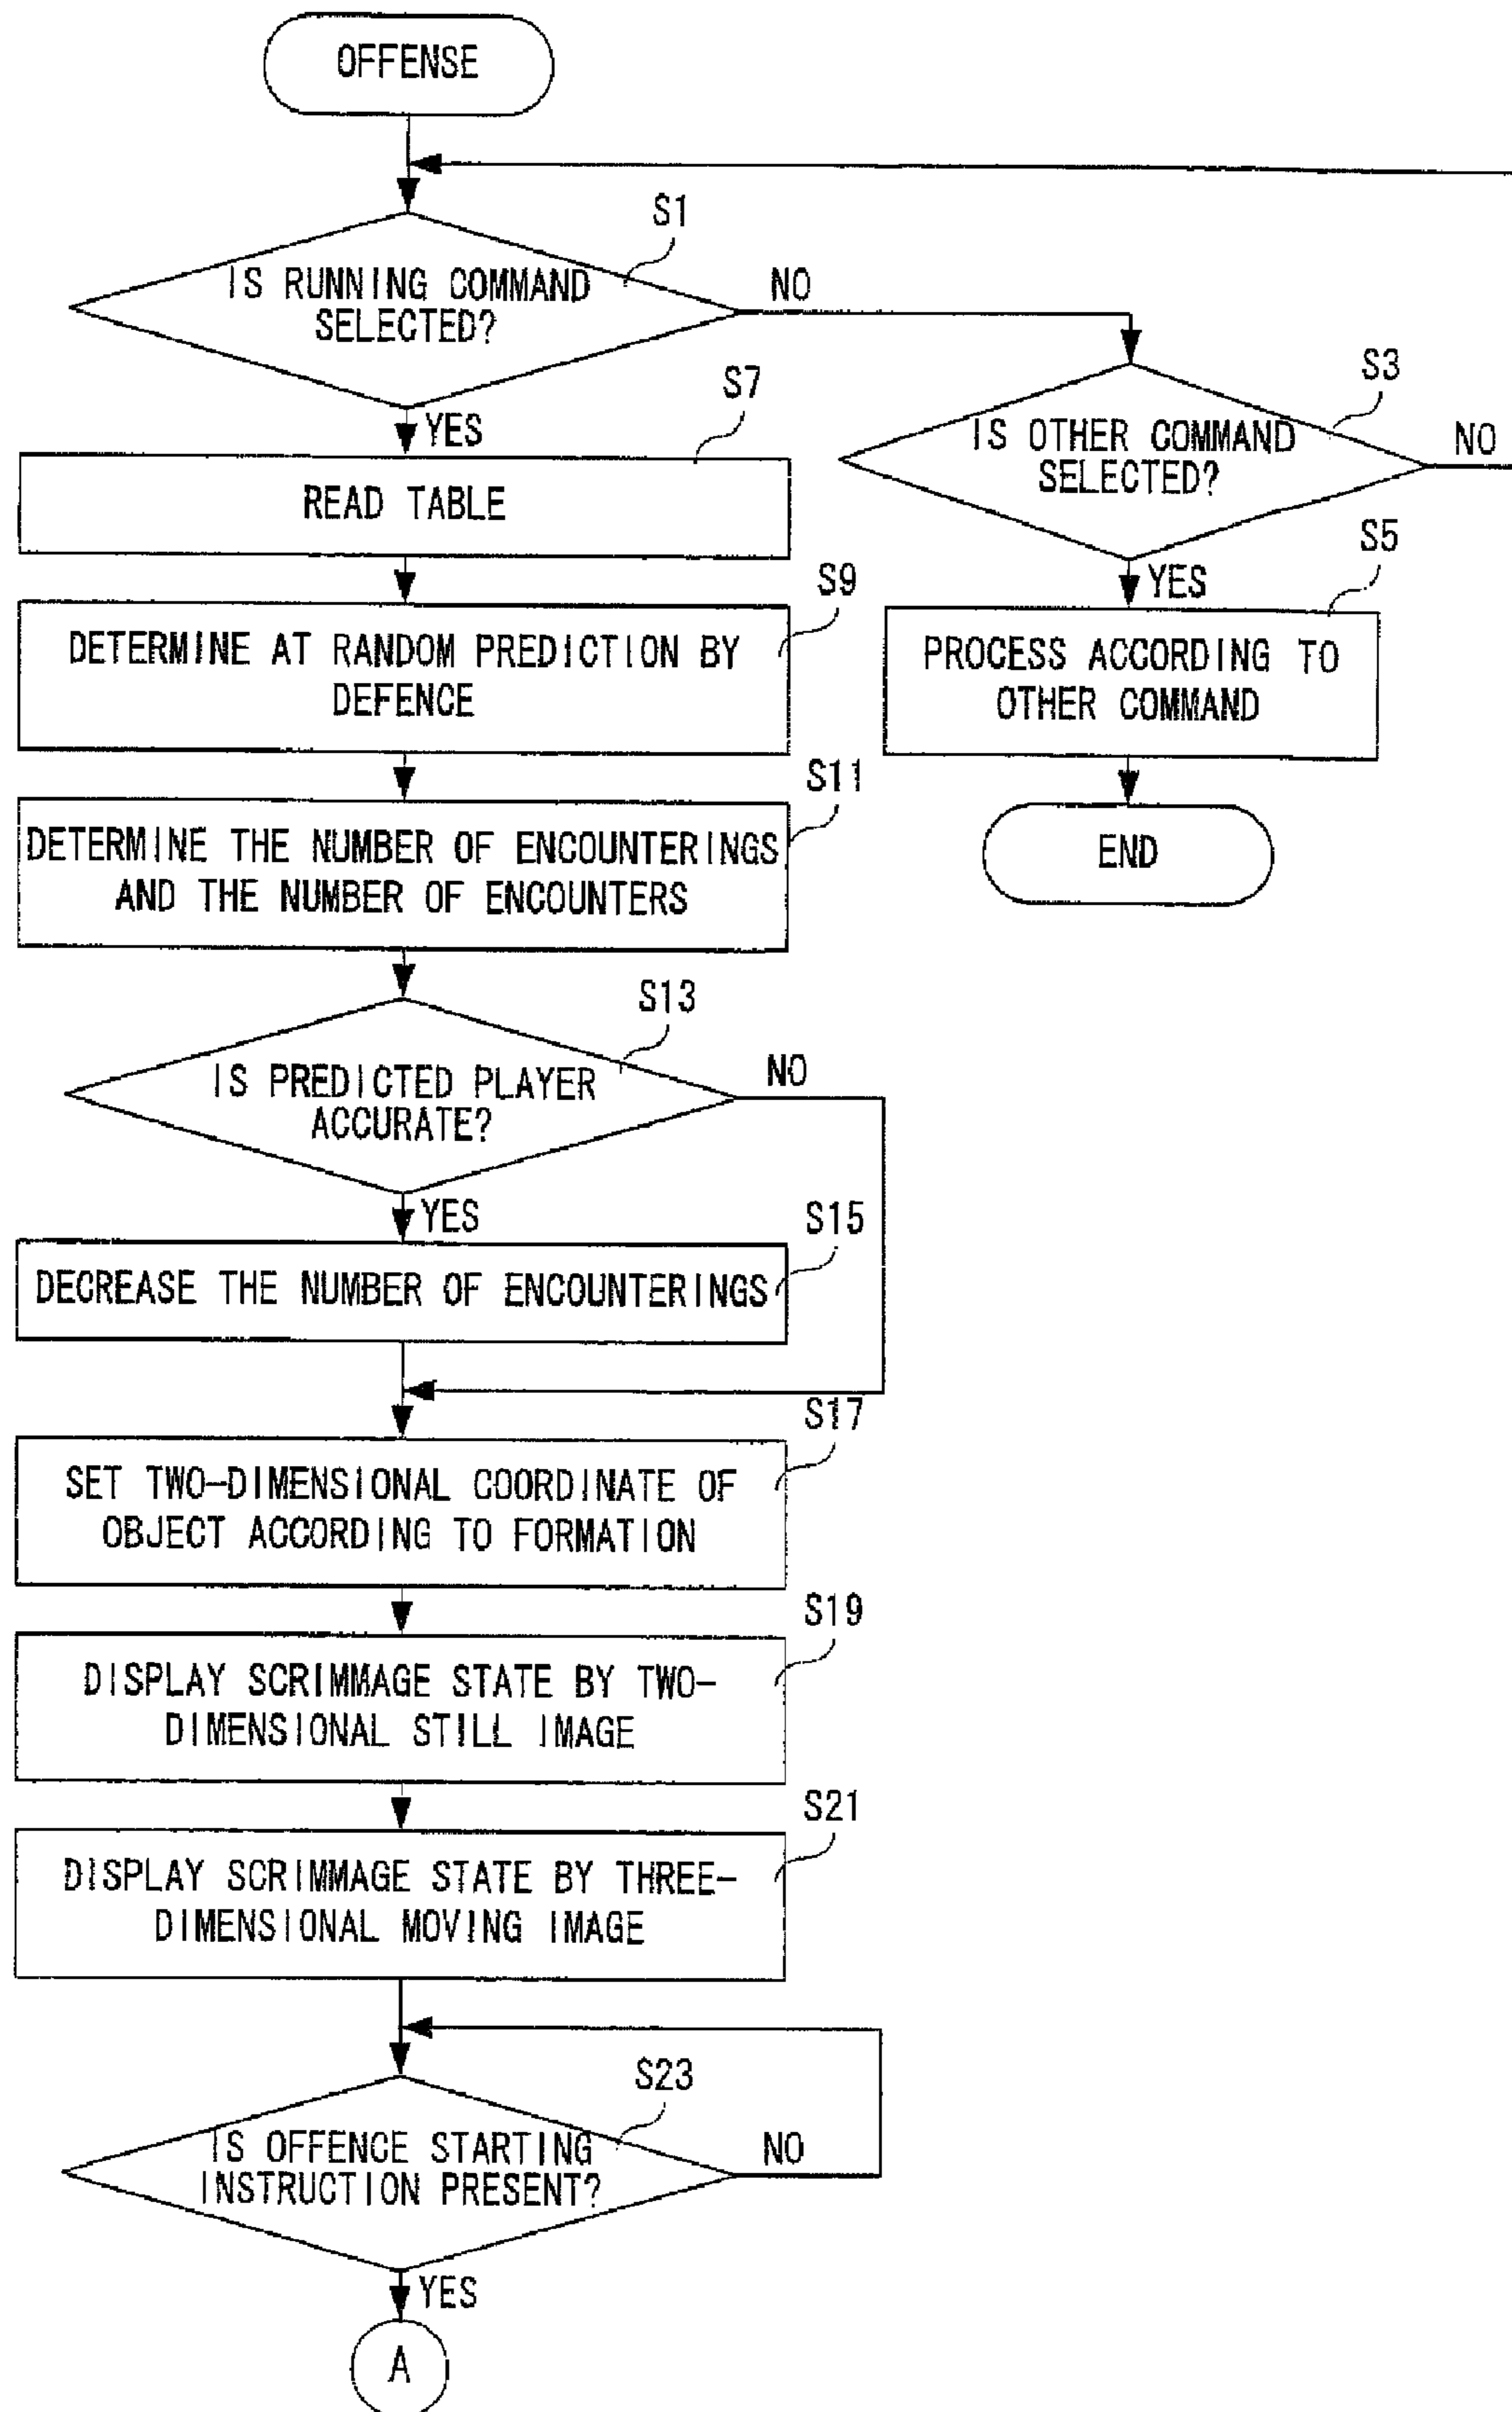 OFFENSE
S1
IS RUNNING COMMAND
SELECTED?
NO
S3
IS OTHER COMMAND
SELECTED?
NO
YES
S7
READ TABLE
YES
S5
PROCESS ACCORDING TO
OTHER COMMAND
END
S9
DETERMINE AT RANDOM PREDICTION BY
DEFENCE
S11
DETERMINE THE NUMBER OF ENCOUNTERINGS
AND THE NUMBER OF ENCOUNTERS
S13
IS PREDICTED PLAYER
ACCURATE?
NO
YES
S15
DECREASE THE NUMBER OF ENCOUNTERINGS
S17
SET TWO-DIMENSIONAL COORDINATE OF
OBJECT ACCORDING TO FORMATION
S19
DISPLAY SCRIMMAGE STATE BY TWO-
DIMENSIONAL STILL IMAGE
S21
DISPLAY SCRIMMAGE STATE BY THREE-
DIMENSIONAL MOVING IMAGE
S23
IS OFFENCE STARTING
INSTRUCTION PRESENT?
NO
YES
A